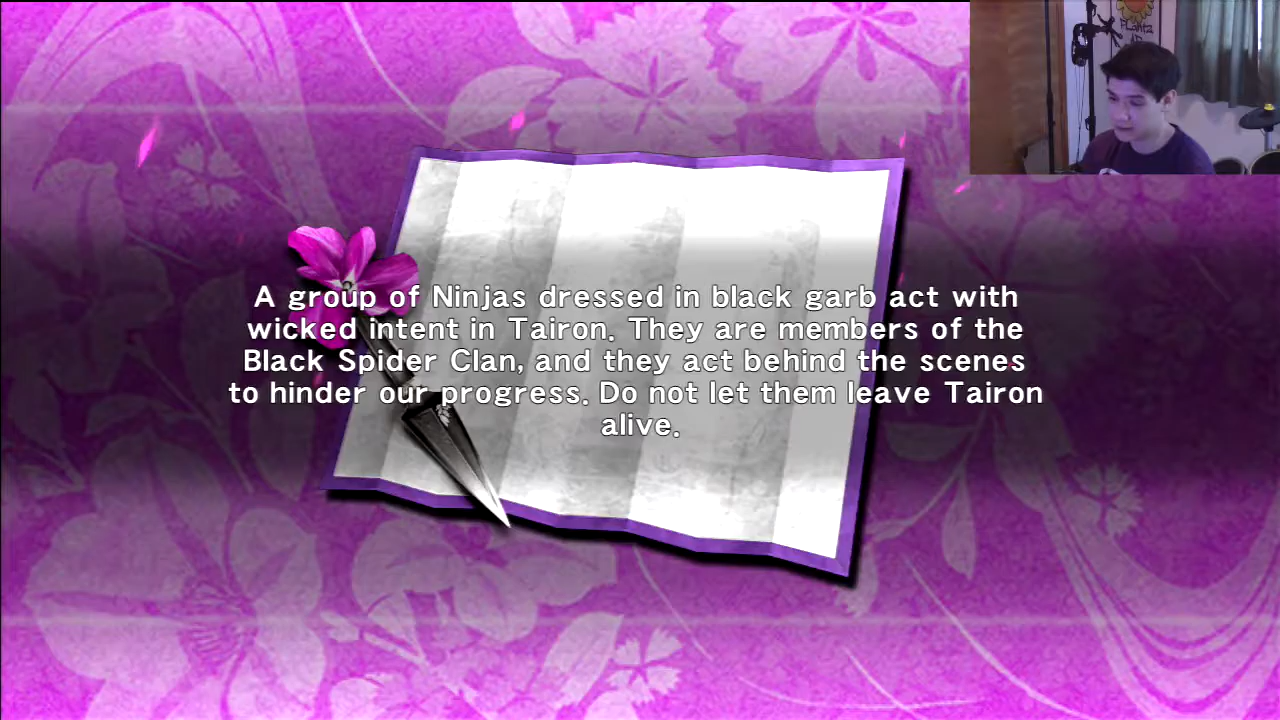 A group of Ninjas dressed in black garb act with
wicked intent in Tairon. They are members of the
Black Spider Clan, and they act behind the scenes
to hinder our progress. Do not let them leave Tairon
alive.